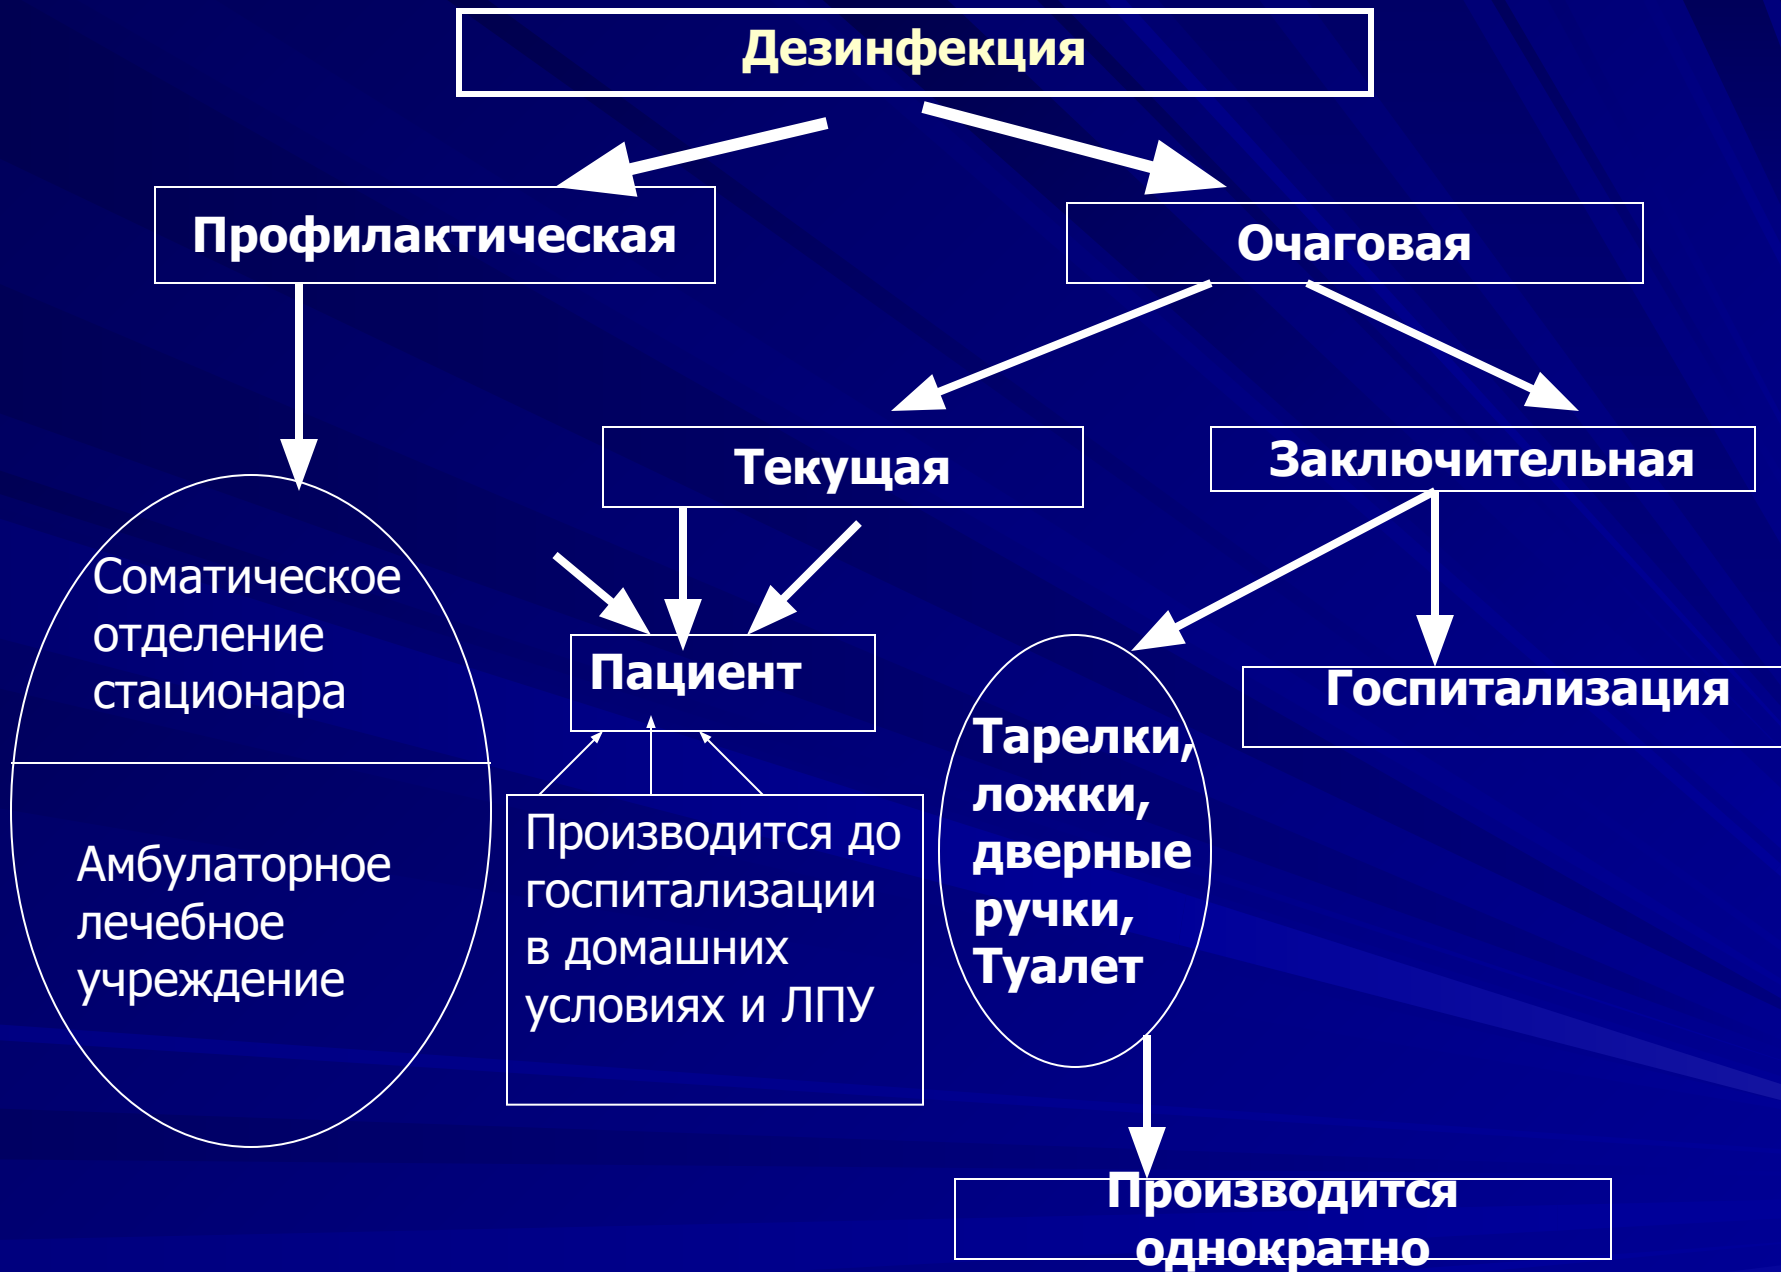 Дезинфекция
Профилактическая
Очаговая
Текущая
Заключительная
Соматическое
отделение
стационара
Амбулаторное
лечебное
учреждение
Пациент
Производится до
госпитализации
в домашних
условиях и ЛПУ
Тарелки,
ложки,
дверные
ручки,
Туалет
Госпитализация
Производится
однократно